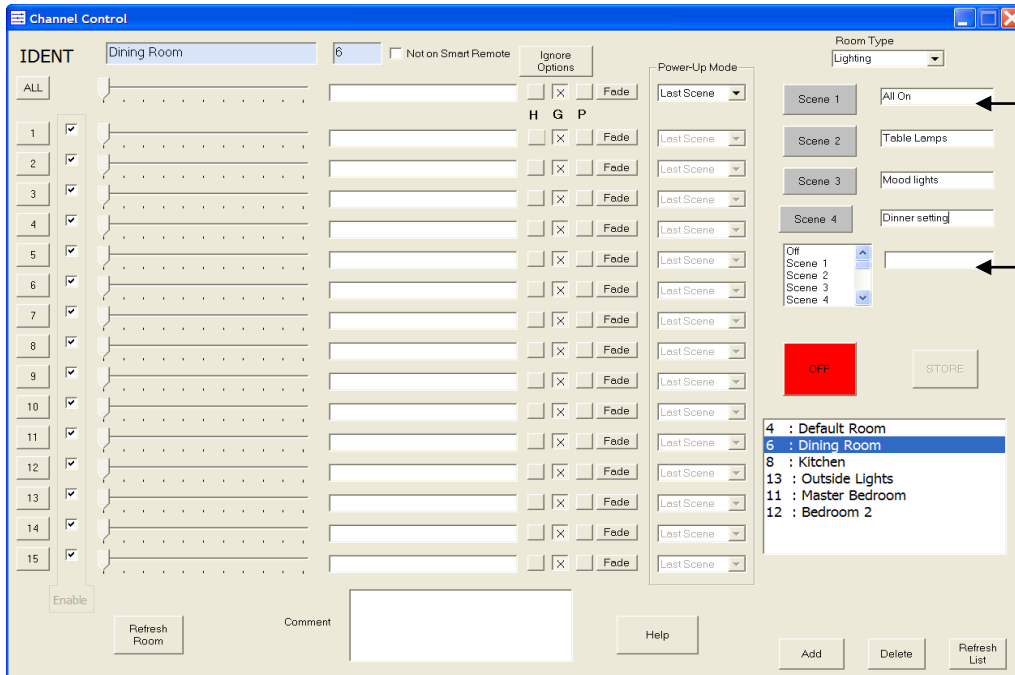 Channel Control
IDENT Dining Room 6 Not on Smart Remote Ignore Options Room Type
Lighting
Power-Up Mode
ALL Fade Last Scene Scene 1 All On
H G P
1 Fade Last Scene Scene 2 Table Lamps
2 Fade Last Scene
3 Fade Last Scene Scene 3 Mood lights
4 Fade Last Scene Scene 4 Dinner setting
5 Fade Last Scene Off
Scene 1
Scene 2
Scene 3
Scene 4
6 Fade Last Scene
7 Fade Last Scene
8 Fade Last Scene
9 Fade Last Scene OFF STORE
10 Fade Last Scene
11 Fade Last Scene
12 Fade Last Scene
13 Fade Last Scene
14 Fade Last Scene
15 Fade Last Scene
4 : Default Room
6 : Dining Room
8 : Kitchen
13 : Outside Lights
11 : Master Bedroom
12 : Bedroom 2
Enable
Refresh Room Comment Help
Add Delete Refresh List